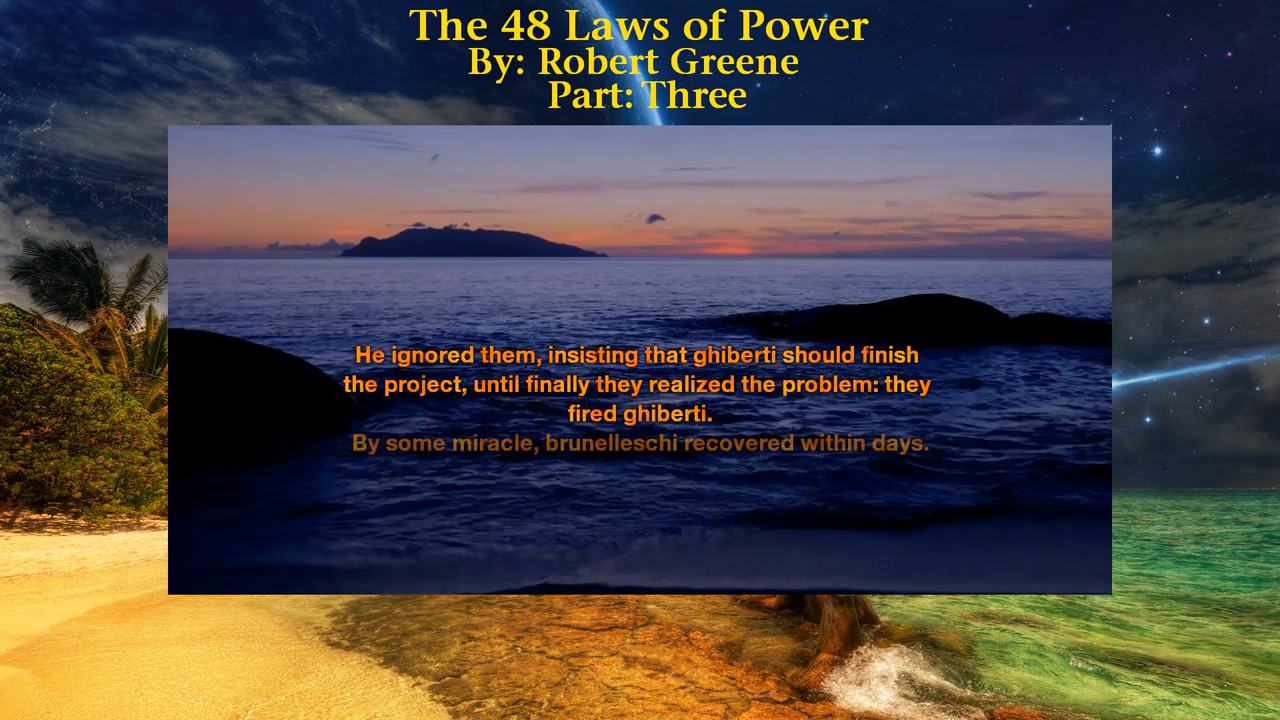 The 48 Laws of Power
By: Robert Greene
Part: Three
He ignored them, insisting that ghiberti should finish
the project, until finally they realized the problem: they
fired ghiberti.
By some miracle, brunelleschi recovered within days.